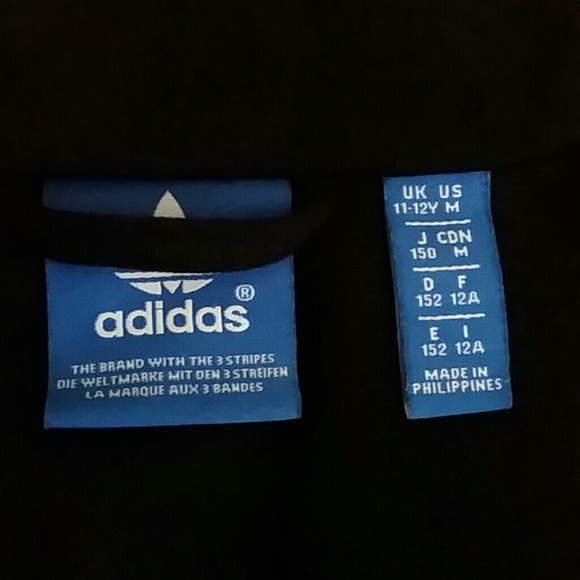 adidas®
THE BRAND WITH THE 3 STRIPES
DIE WELTMARKE MIT DEN 3 STREIFEN
LA MARQUE AUX 3 BANDES
UK US
11-12Y M
J CDN
150 M
D F
152 12A
E I
152 12A
MADE IN
PHILIPPINES